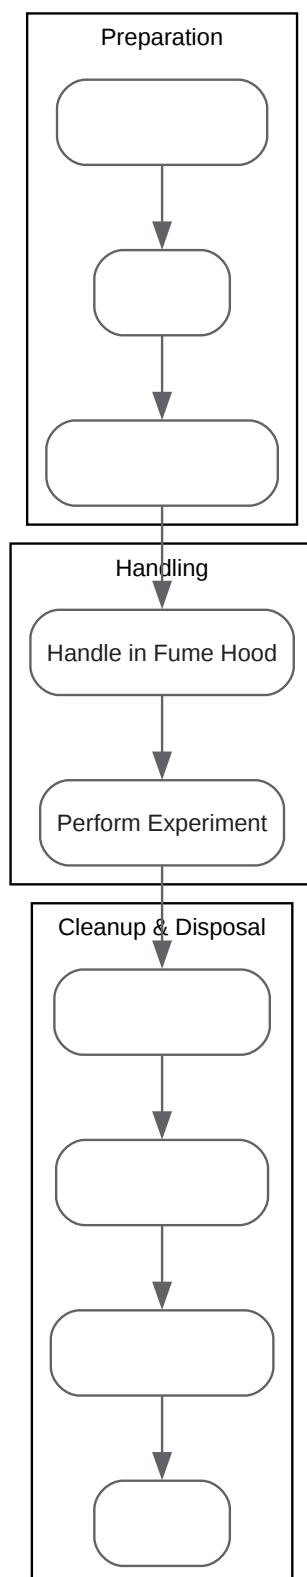 Preparation
Handling
Handle in Fume Hood
Perform Experiment
Cleanup & Disposal